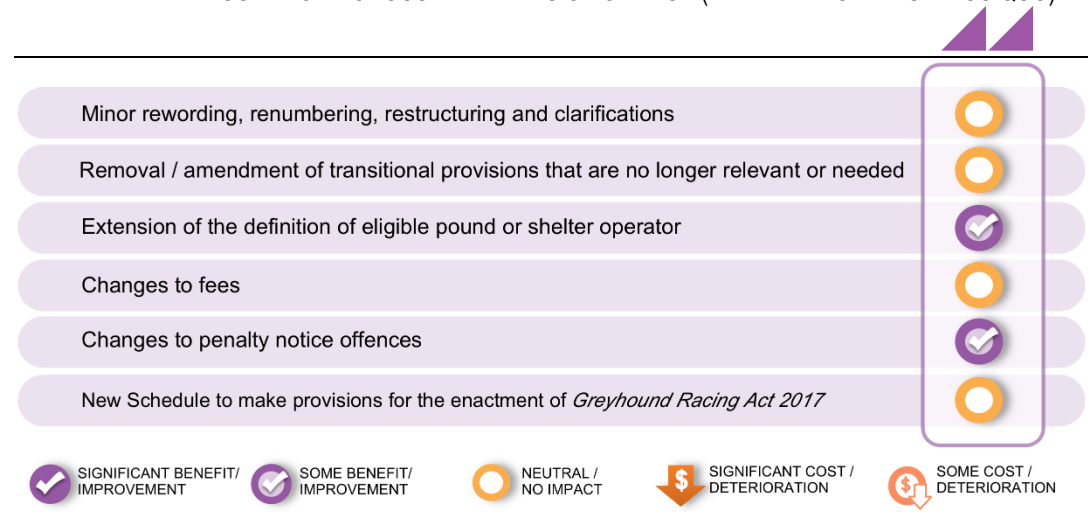 Minor rewording, renumbering, restructuring and clarifications
Removal / amendment of transitional provisions that are no longer relevant or needed
Extension of the definition of eligible pound or shelter operator
Changes to fees
Changes to penalty notice offences
New Schedule to make provisions for the enactment of Greyhound Racing Act 2017
SIGNIFICANT BENEFIT/
IMPROVEMENT
SOME BENEFIT/
IMPROVEMENT
NEUTRAL /
NO IMPACT
$
SIGNIFICANT COST /
DETERIORATION
$
SOME COST /
DETERIORATION